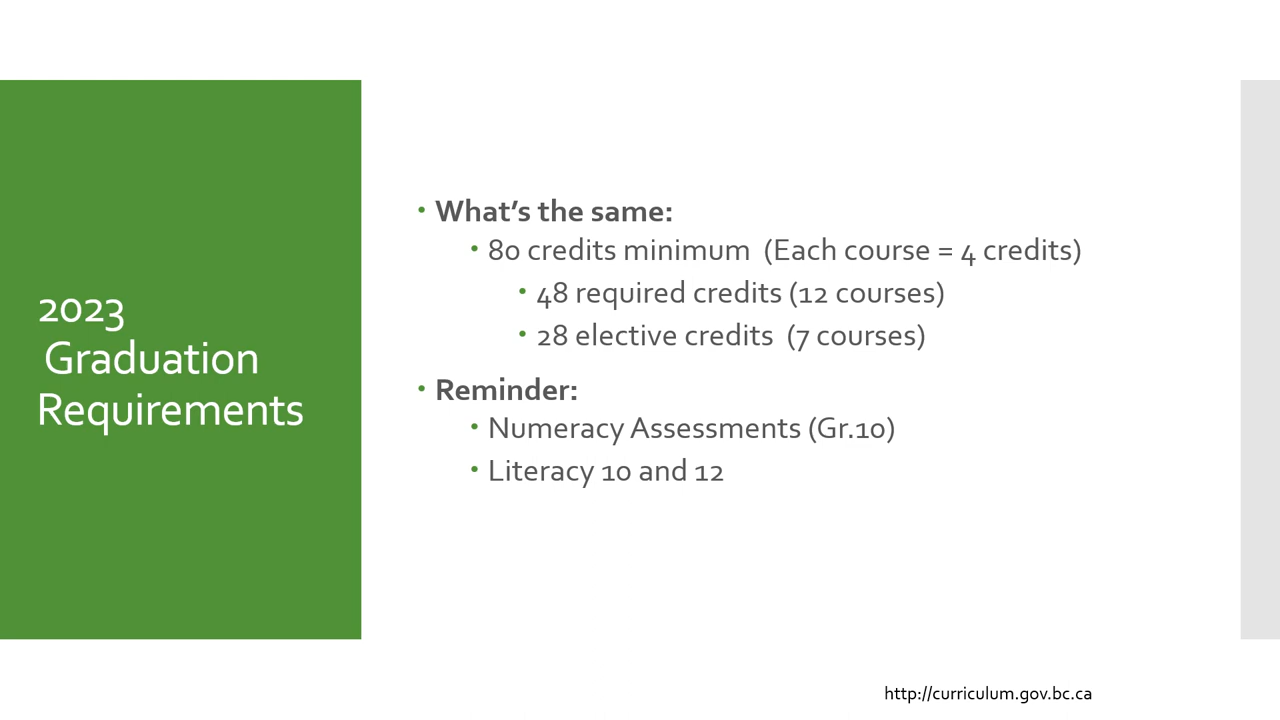 2023
Graduation
Requirements
• What's the same:
• 80 credits minimum (Each course = 4 credits)
• 48 required credits (12 courses)
• 28 elective credits (7 courses)
• Reminder:
• Numeracy Assessments (Gr.10)
• Literacy 10 and 12
http://curriculum.gov.bc.ca